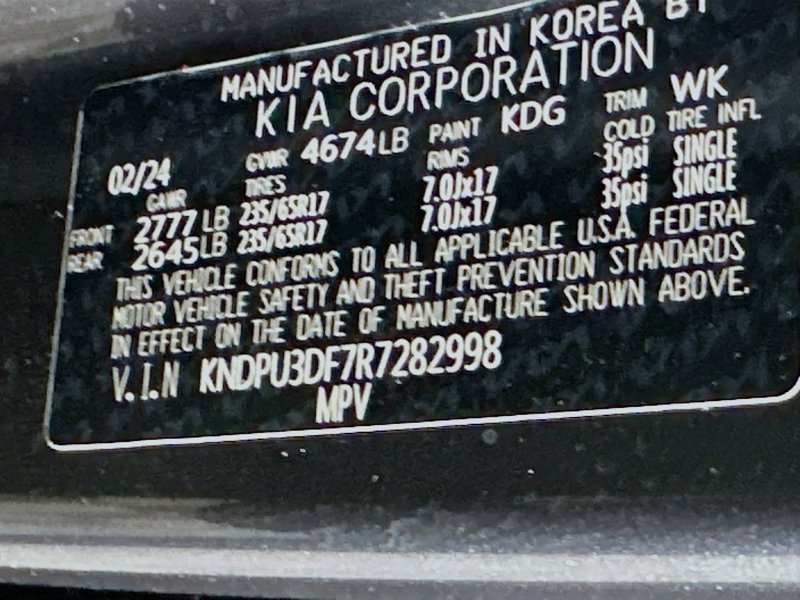 MANUFACTURED IN KOREA BY
KIA CORPORATION
02/24 GVWR 4674LB PAINT KDG TRIM WK
GAWR TIRES RIMS COLD TIRE INFL
FRONT 2777LB 235/65R17 7.0Jx17 35psi SINGLE
REAR 2645LB 235/65R17 7.0Jx17 35psi SINGLE
THIS VEHICLE CONFORMS TO ALL APPLICABLE U.S.A. FEDERAL
MOTOR VEHICLE SAFETY AND THEFT PREVENTION STANDARDS
IN EFFECT ON THE DATE OF MANUFACTURE SHOWN ABOVE.
V.I.N KNDPU3DF7R7282998
MPV